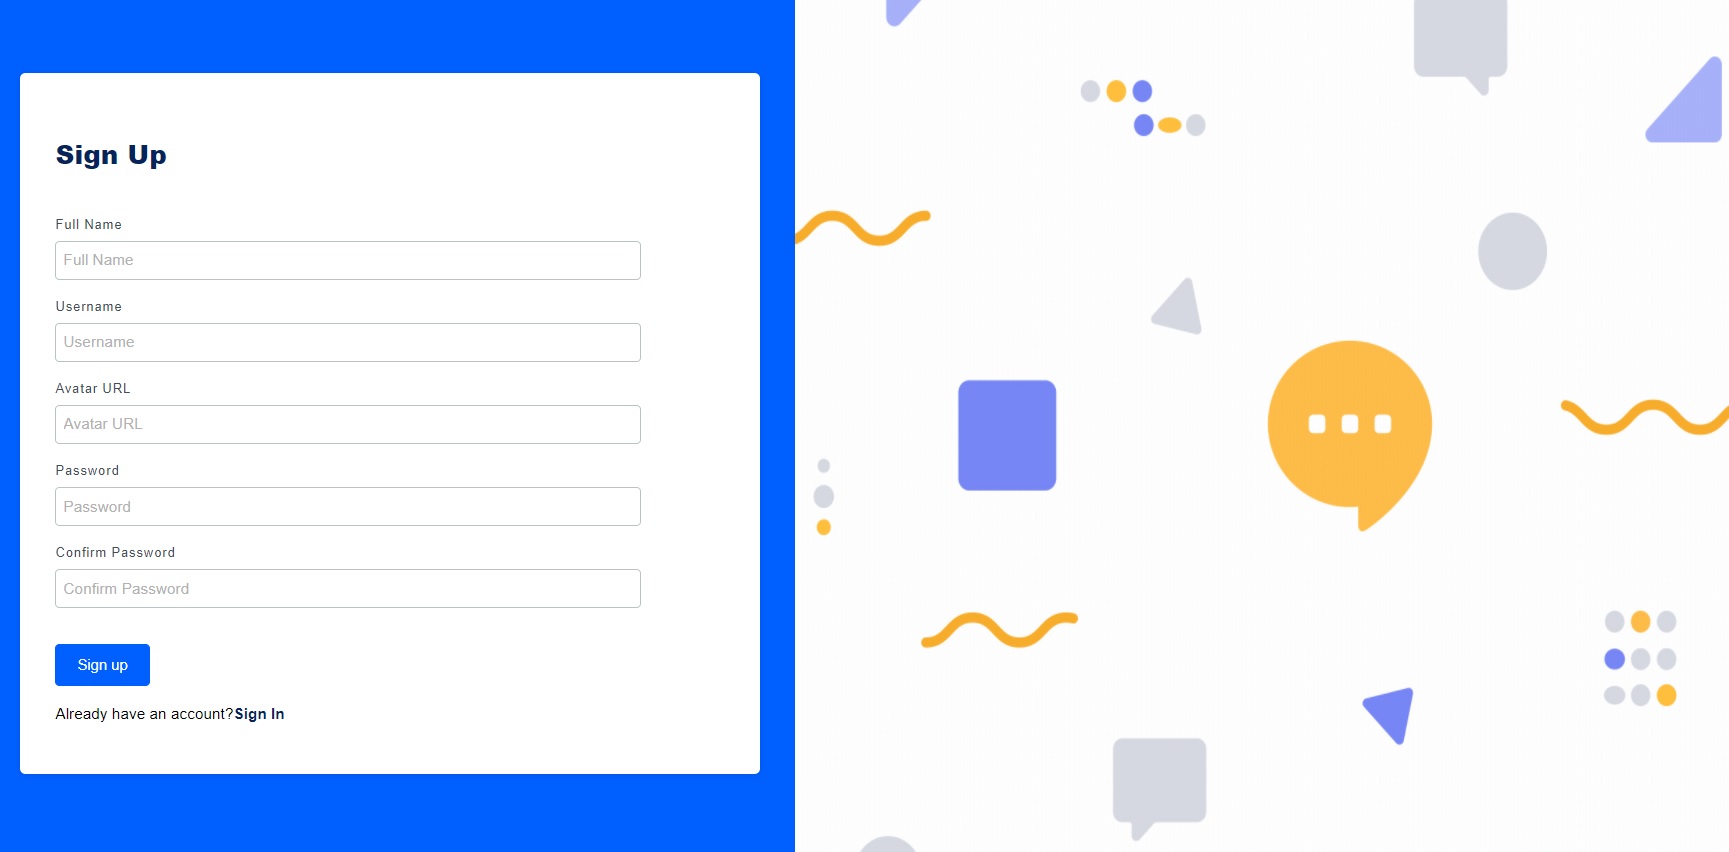 Sign Up
Full Name
Full Name
Username
Username
Avatar URL
Avatar URL
Password
Password
Confirm Password
Confirm Password
Sign up
Already have an account?Sign In